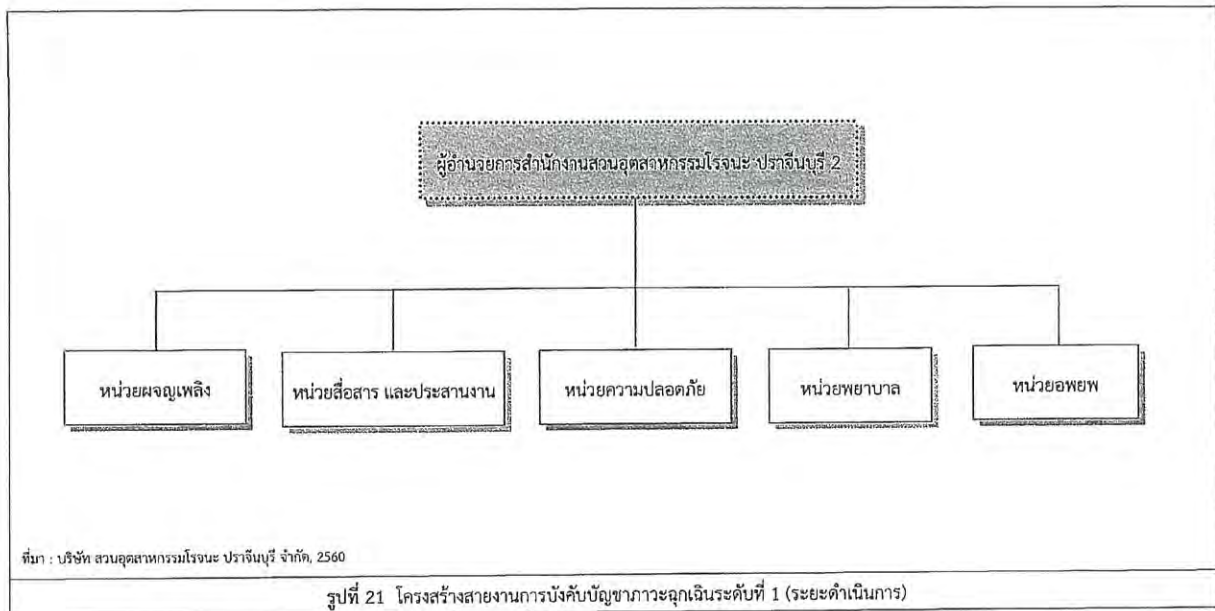 ผู้อำนวยการสำนักงานสวนอุตสาหกรรมโรจนะ ปราจีนบุรี 2
หน่วยผจญเพลิง
หน่วยสื่อสาร และประสานงาน
หน่วยความปลอดภัย
หน่วยพยาบาล
หน่วยอพยพ
ที่มา : บริษัท สวนอุตสาหกรรมโรจนะ ปราจีนบุรี จำกัด, 2560
รูปที่ 21 โครงสร้างสายงานการบังคับบัญชาภาวะฉุกเฉินระดับที่ 1 (ระยะดำเนินการ)